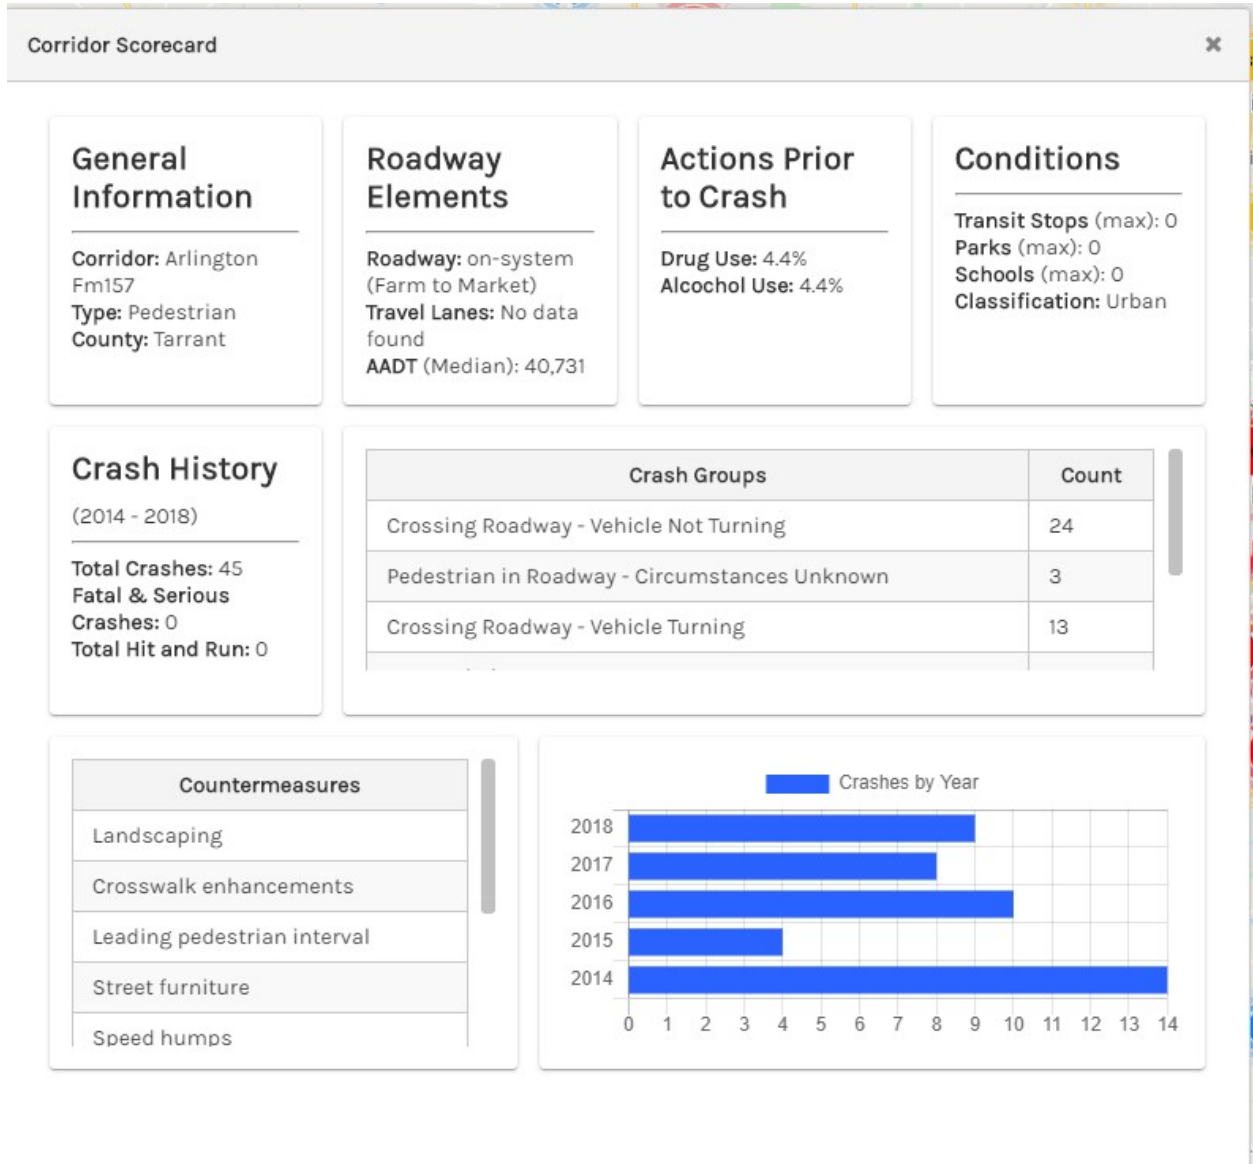 Corridor Scorecard
General
Information
Corridor: Arlington
Fm157
Type: Pedestrian
County: Tarrant
Roadway
Elements
Roadway: on-system
(Farm to Market)
Travel Lanes: No data
found
AADT (Median): 40,731
Actions Prior
to Crash
Drug Use: 4.4%
Alcochol Use: 4.4%
Conditions
Transit Stops (max): 0
Parks (max): 0
Schools (max): 0
Classification: Urban
Crash History
(2014 - 2018)
Total Crashes: 45
Fatal & Serious
Crashes: 0
Total Hit and Run: 0
Crash Groups Count
Crossing Roadway - Vehicle Not Turning 24
Pedestrian in Roadway - Circumstances Unknown 3
Crossing Roadway - Vehicle Turning 13
Countermeasures
Landscaping
Crosswalk enhancements
Leading pedestrian interval
Street furniture
Speed humps
Crashes by Year
2018
2017
2016
2015
2014
0 1 2 3 4 5 6 7 8 9 10 11 12 13 14